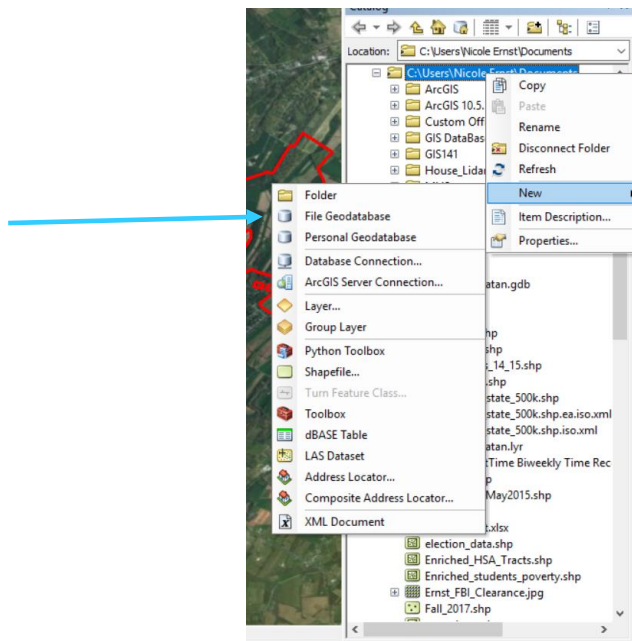 Catalog
Location: C:\Users\Nicole Ernst\Documents
C:\Users\Nicole Ernst\Documents
ArcGIS
ArcGIS 10.5.
Custom Off
GIS DataBas
GIS141
House_Lidar
Copy
Paste
Rename
Disconnect Folder
Refresh
New
Item Description...
Properties...
Folder
File Geodatabase
Personal Geodatabase
Database Connection...
ArcGIS Server Connection...
Layer...
Group Layer
Python Toolbox
Shapefile...
Turn Feature Class...
Toolbox
dBASE Table
LAS Dataset
Address Locator...
Composite Address Locator...
XML Document
atan.gdb
hp
shp
s_14_15.shp
.shp
state_500k.shp
state_500k.shp.ea.iso.xml
state_500k.shp.iso.xml
atan.lyr
Time Biweekly Time Rec
p
May2015.shp
t.xlsx
election_data.shp
Enriched_HSA_Tracts.shp
Enriched_students_poverty.shp
Ernst_FBI_Clearance.jpg
Fall_2017.shp